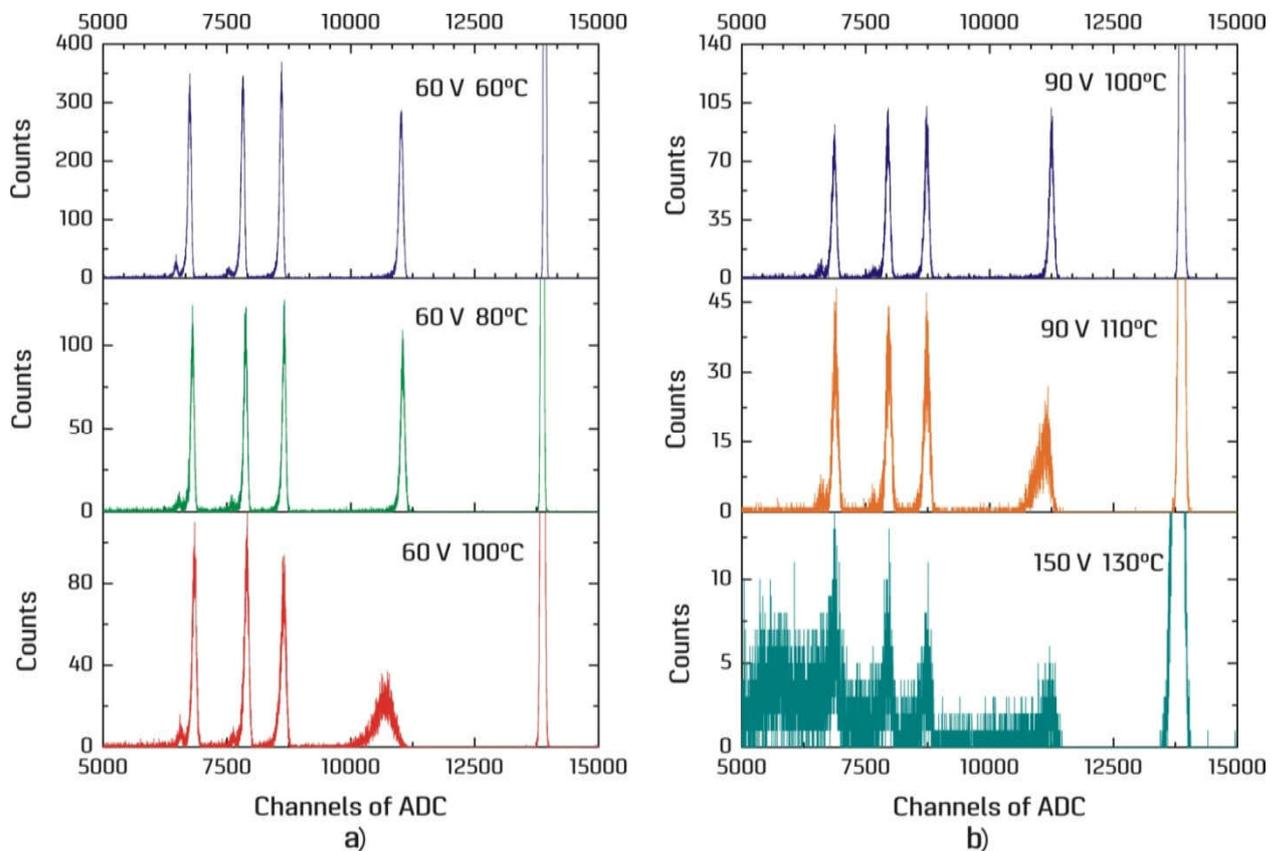 5000 7500 10000 12500 15000
400
300
200
100
0
Counts
60 V 60ºC
100
50
0
Counts
60 V 80ºC
80
40
0
Counts
60 V 100ºC
5000 7500 10000 12500 15000
Channels of ADC
a)
5000 7500 10000 12500 15000
140
105
70
35
0
Counts
90 V 100ºC
45
30
15
0
Counts
90 V 110ºC
10
5
0
Counts
150 V 130ºC
5000 7500 10000 12500 15000
Channels of ADC
b)